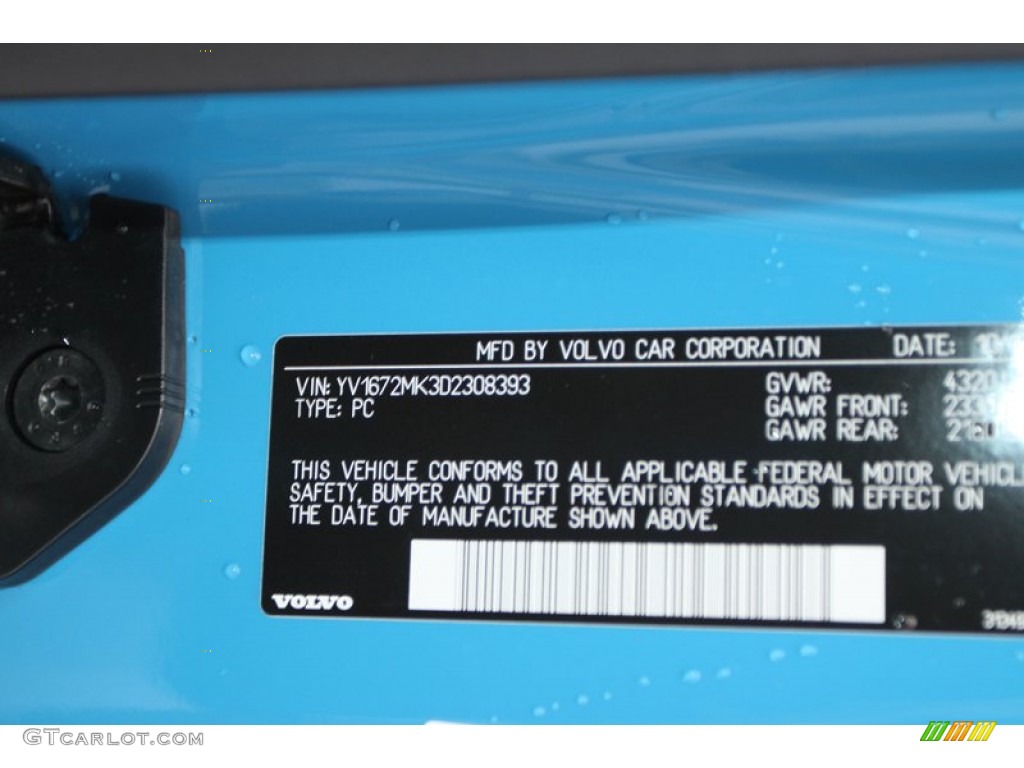 MFD BY VOLVO CAR CORPORATION DATE:
VIN: YV1672MK3D2308393
TYPE: PC
GVWR: 4320
GAWR FRONT:
GAWR REAR:
THIS VEHICLE CONFORMS TO ALL APPLICABLE FEDERAL MOTOR VEHICLE
SAFETY, BUMPER AND THEFT PREVENTION STANDARDS IN EFFECT ON
THE DATE OF MANUFACTURE SHOWN ABOVE.
VOLVO
GTCARLOT.COM